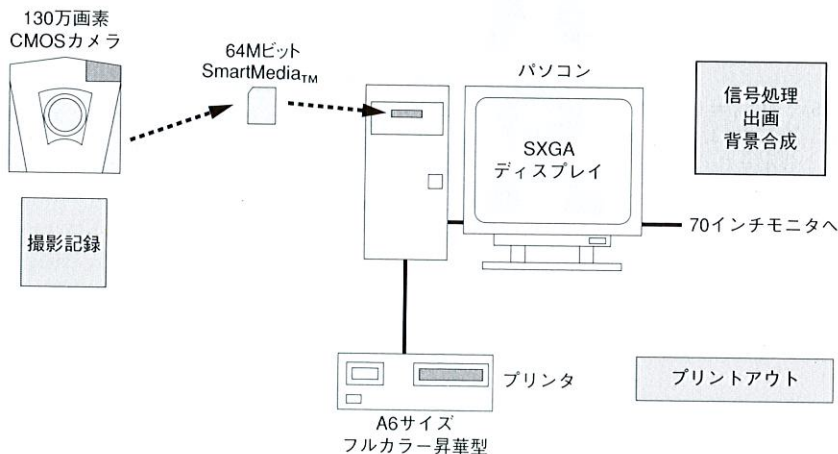 130万画素
CMOSカメラ
64Mビット
SmartMedia™
パソコン
信号処理
出画
背景合成
SXGA
ディスプレイ
撮影記録
70インチモニタへ
プリンタ
プリントアウト
A6サイズ
フルカラー昇華型